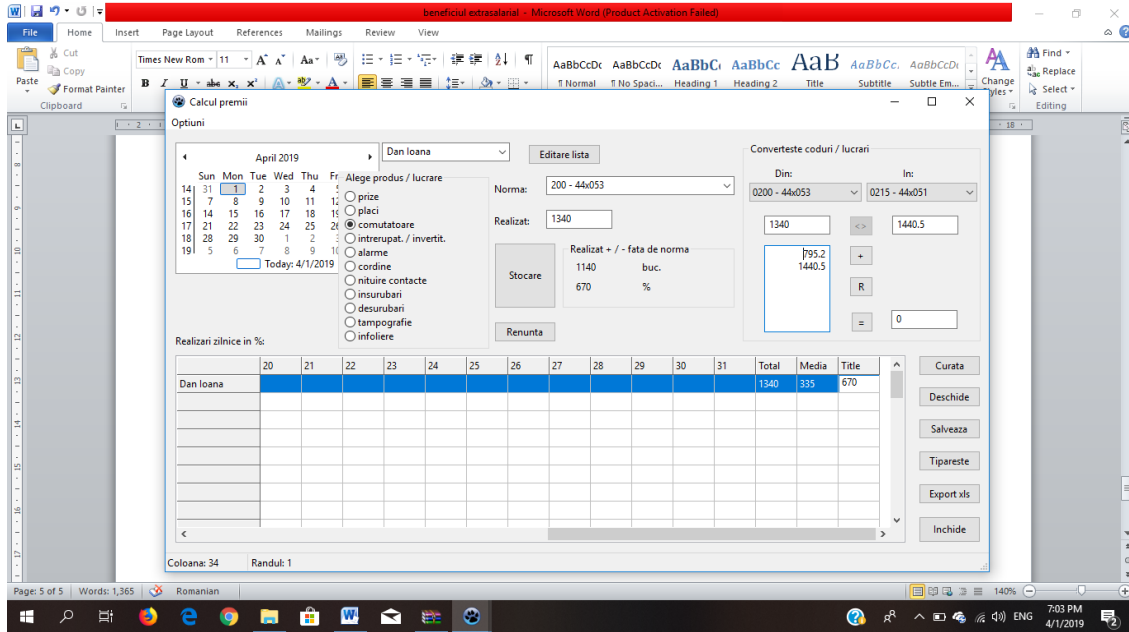 beneficiul extrasalarial - Microsoft Word (Product Activation Failed)
File Home Insert Page Layout References Mailings Review View
Cut
Copy
Format Painter
Paste
Clipboard
Times New Rom 11
AaBbCcDc AaBbCcDc AaBbC AaBbCc AaB AaBbCc. AaBbCcDc
¶ Normal ¶ No Spaci... Heading 1 Heading 2 Title Subtitle Subtle Em...
Change
Styles
Find
Replace
Select
Editing
Calcul premii
Optiuni
April 2019
Sun Mon Tue Wed Thu
14 31 1 2 3 4
15 7 8 9 10 11
16 14 15 16 17 18
17 21 22 23 24 25
18 28 29 30 1 2
19 5 6 7 8 9
Today: 4/1/2019
Dan Ioana
Editare lista
Alege produs / lucrare
prize
placi
comutatoare
intrerupat. / invertit.
alarme
cordine
nituire contacte
insurubari
desurubari
tampografie
infoliere
Norma: 200 - 44x053
Realizat: 1340
Stocare
Realizat + / - fata de norma
1140 buc.
670 %
Renunta
Converteste coduri / lucrari
Din: In:
0200 - 44x053 0215 - 44x051
1340 <> 1440.5
795.2
1440.5
+
R
=
0
Realizari zilnice in %:
20 21 22 23 24 25 26 27 28 29 30 31 Total Media Title
Dan Ioana 1340 335 670
Curata
Deschide
Salveaza
Tipareste
Export xls
Inchide
Coloana: 34 Randul: 1
Page: 5 of 5 Words: 1,365 Romanian 140%
ENG
7:03 PM
4/1/2019